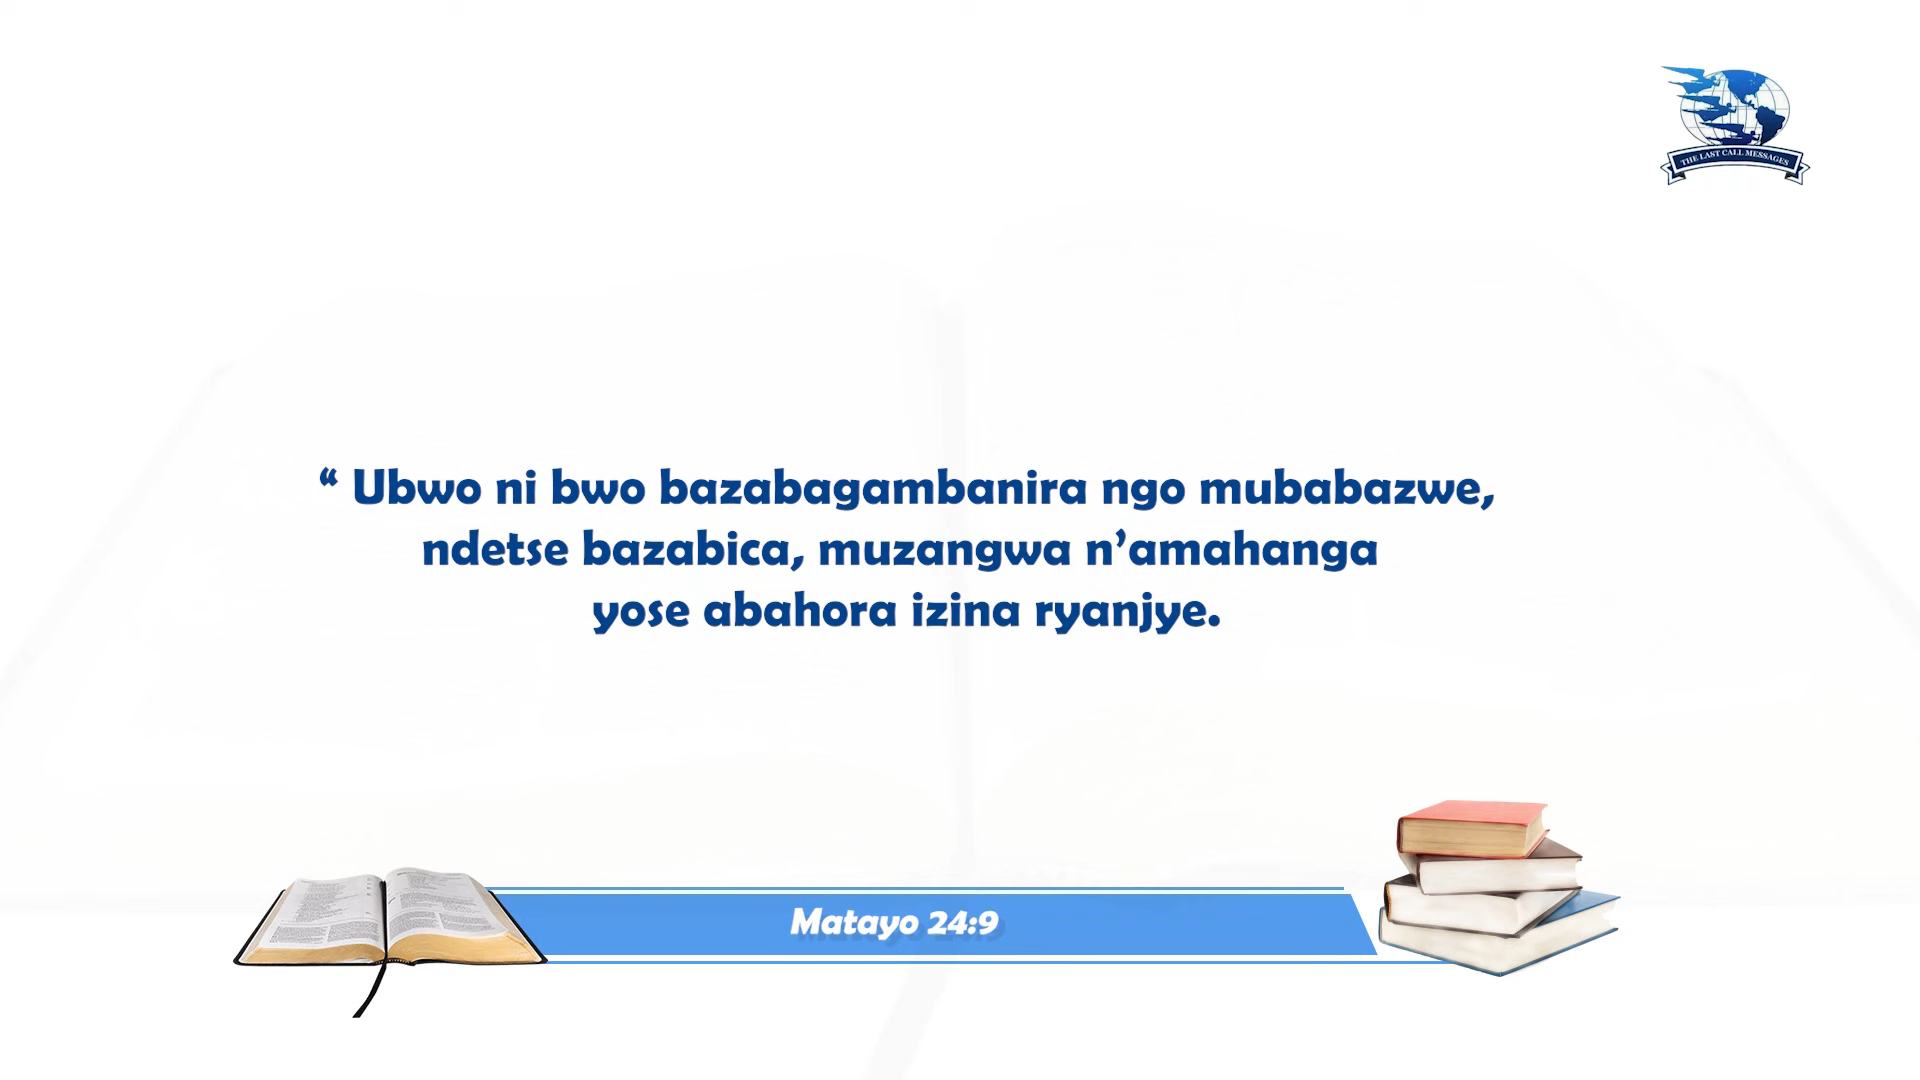 THE LAST CALL MESSAGES
“ Ubwo ni bwo bazabagambanira ngo mubabazwe,
ndetse bazabica, muzangwa n’amahanga
yose abahora izina ryanjye.
Matayo 24:9